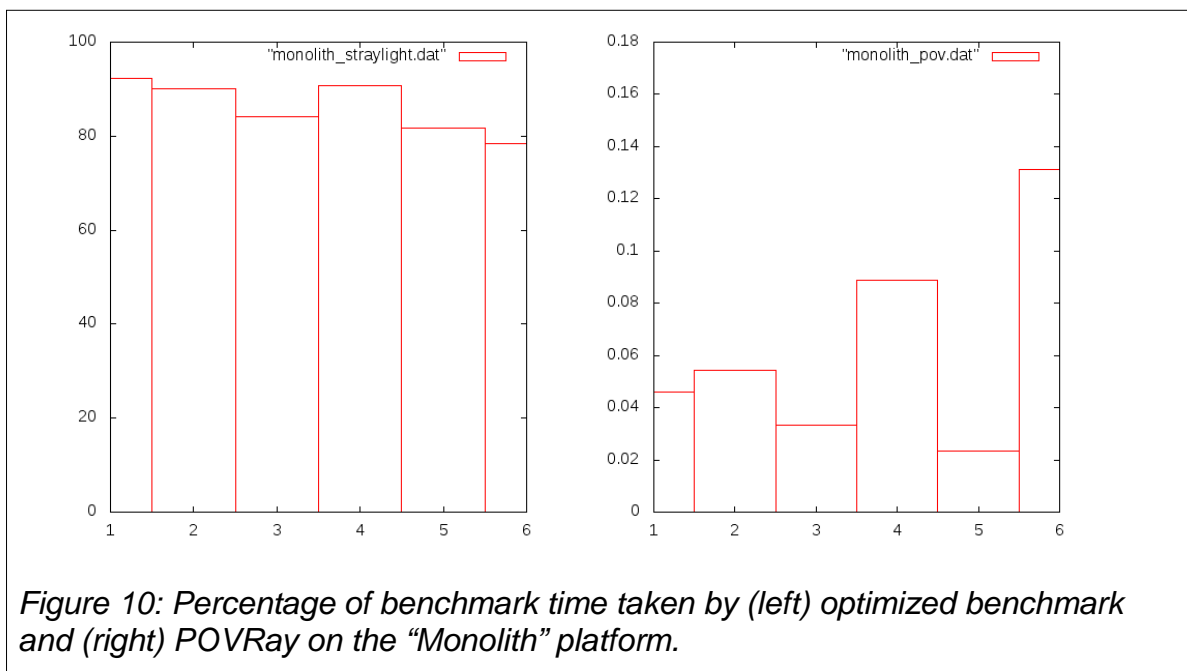 "monolith_straylight.dat"
100
80
60
40
20
0
1 2 3 4 5 6
"monolith_pov.dat"
0.18
0.16
0.14
0.12
0.1
0.08
0.06
0.04
0.02
0
1 2 3 4 5 6
Figure 10: Percentage of benchmark time taken by (left) optimized benchmark
and (right) POVRay on the “Monolith” platform.